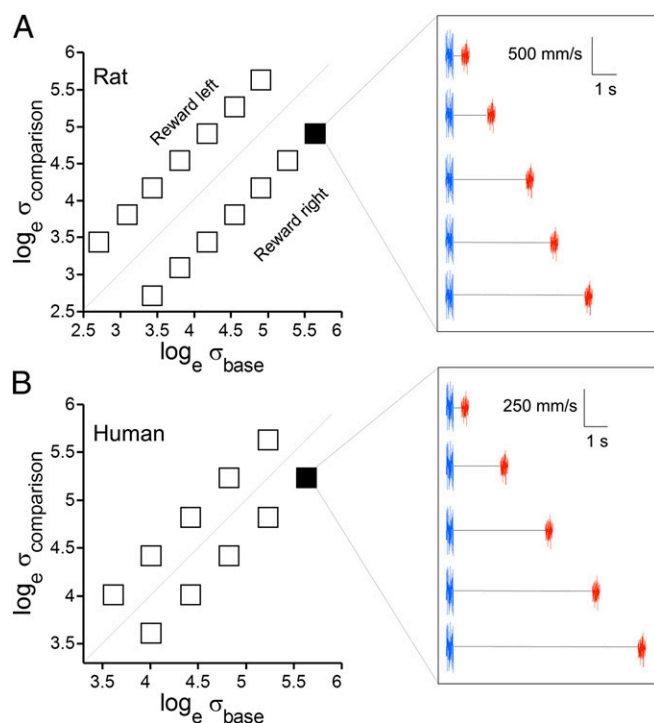 A
Rat
Reward left
Reward right
6
5.5
5
4.5
4
3.5
3
2.5
2.5 3 3.5 4 4.5 5 5.5 6
logₑ σcomparison
logₑ σbase
500 mm/s
1 s
B
Human
6
5.5
5
4.5
4
3.5
3.5 4 4.5 5 5.5 6
logₑ σcomparison
logₑ σbase
250 mm/s
1 s